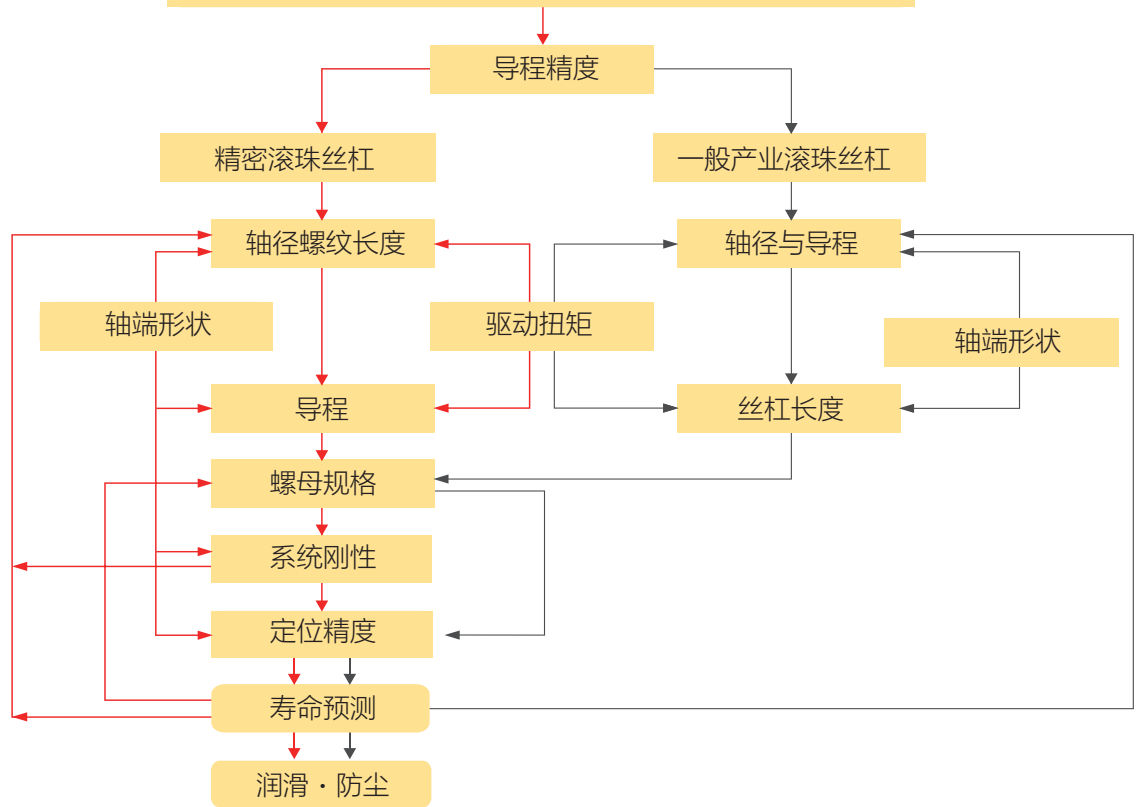 导程精度
精密滚珠丝杠
一般产业滚珠丝杠
轴径螺纹长度
轴径与导程
轴端形状
驱动扭矩
轴端形状
导程
丝杠长度
螺母规格
系统刚性
定位精度
寿命预测
润滑·防尘